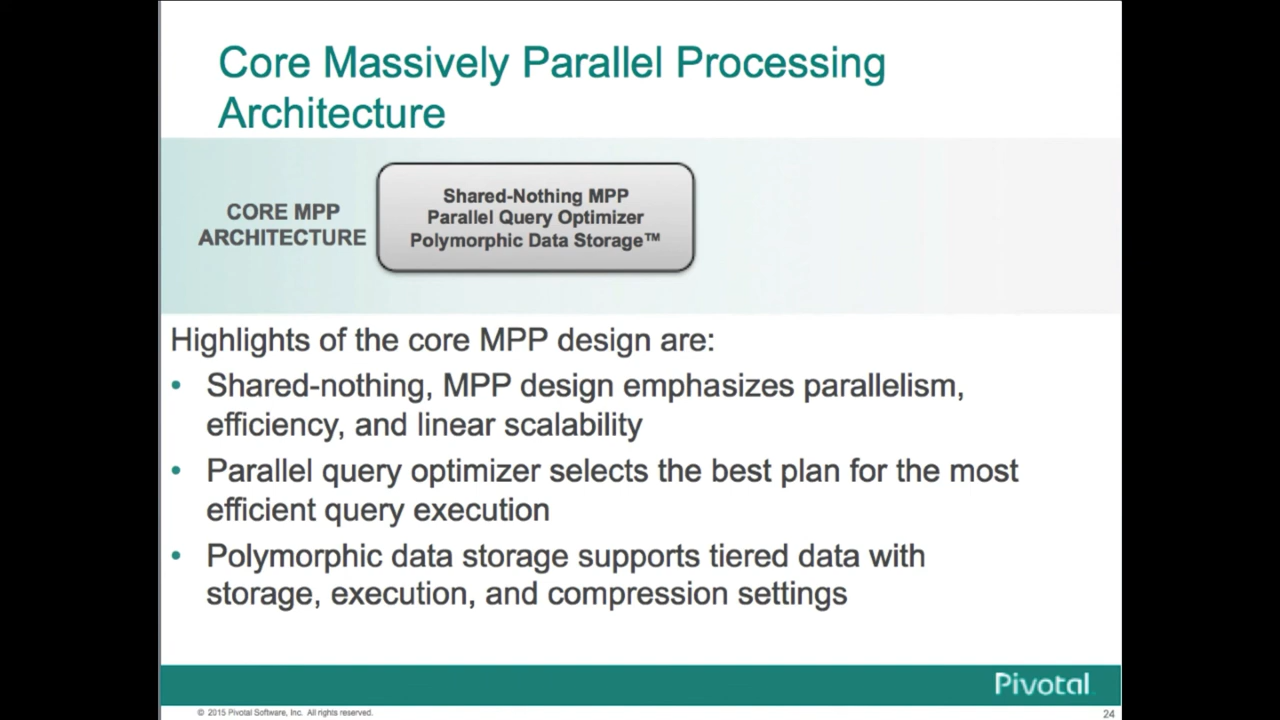 Core Massively Parallel Processing
Architecture
CORE MPP
ARCHITECTURE
Shared-Nothing MPP
Parallel Query Optimizer
Polymorphic Data Storage™
Highlights of the core MPP design are:
• Shared-nothing, MPP design emphasizes parallelism,
efficiency, and linear scalability
• Parallel query optimizer selects the best plan for the most
efficient query execution
• Polymorphic data storage supports tiered data with
storage, execution, and compression settings
Pivotal
© 2015 Pivotal Software, Inc. All rights reserved.
24